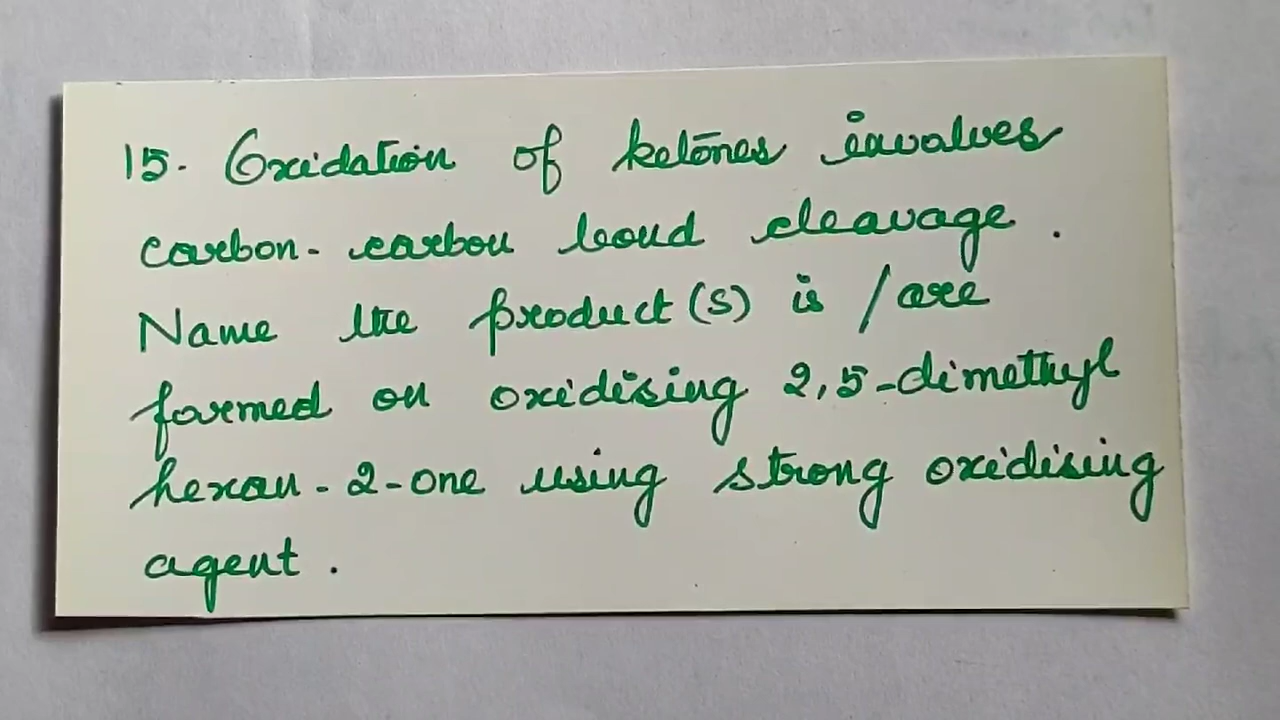 15. Oxidation of ketones involves
carbon-carbon bond cleavage.
Name the product(s) is/are
formed on oxidising 2,5-dimethyl
hexan-2-one using strong oxidising
agent.